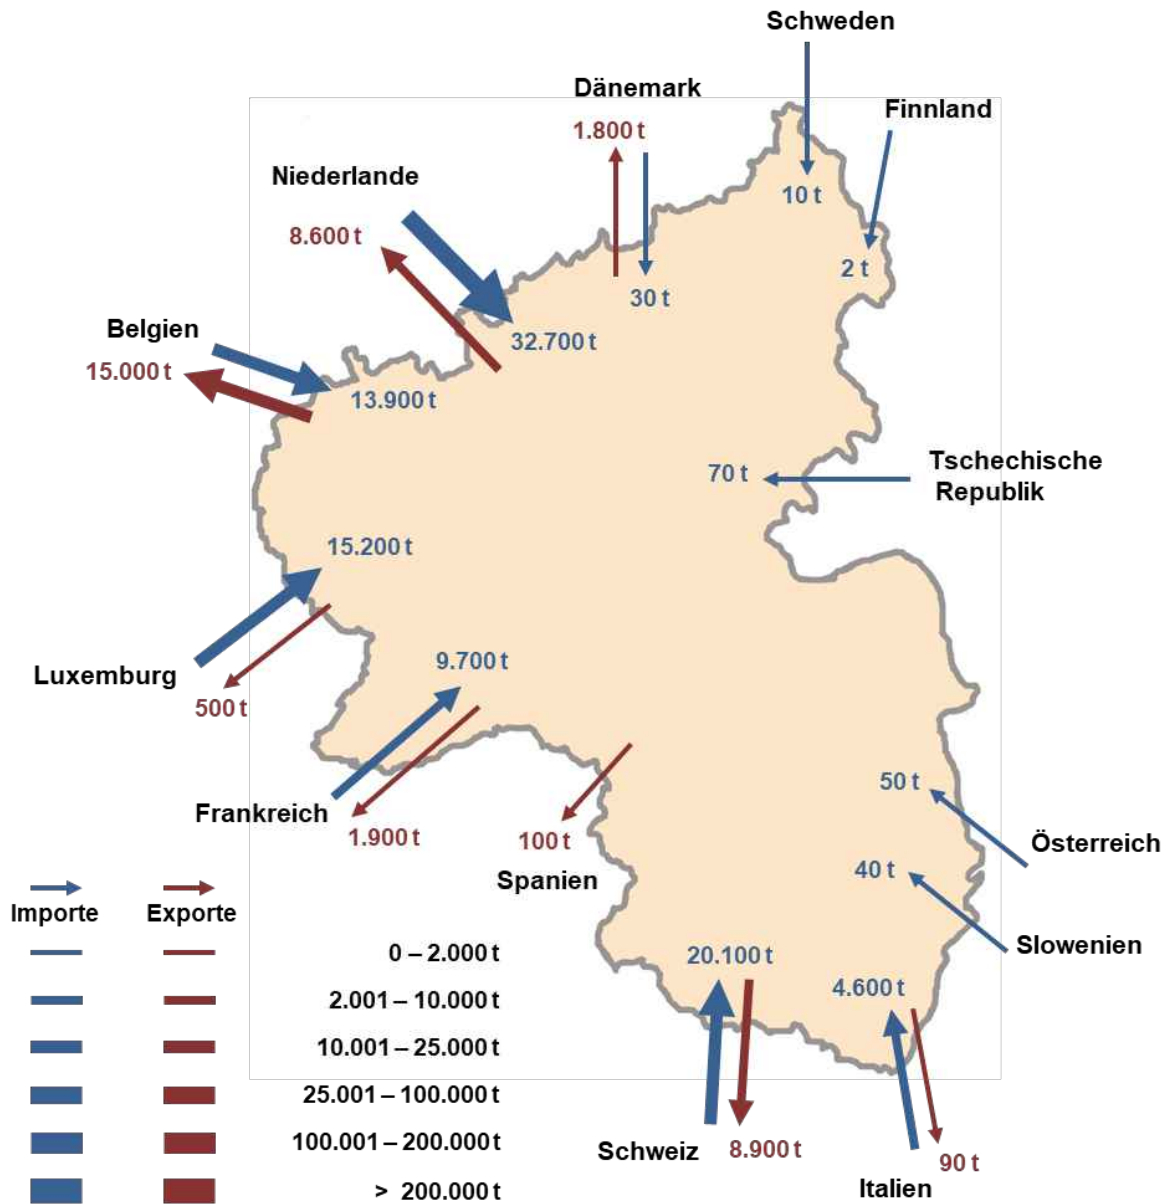 Schweden
Dänemark
Finnland
1.800 t
Niederlande
10 t
8.600 t
2 t
30 t
Belgien
32.700 t
15.000 t
13.900 t
Tschechische
Republik
70 t
15.200 t
9.700 t
Luxemburg
500 t
50 t
Frankreich
1.900 t
100 t
Österreich
40 t
Spanien
Importe
Exporte
Slowenien
0 – 2.000 t
20.100 t
4.600 t
2.001 – 10.000 t
10.001 – 25.000 t
25.001 – 100.000 t
100.001 – 200.000 t
Schweiz
8.900 t
90 t
> 200.000 t
Italien